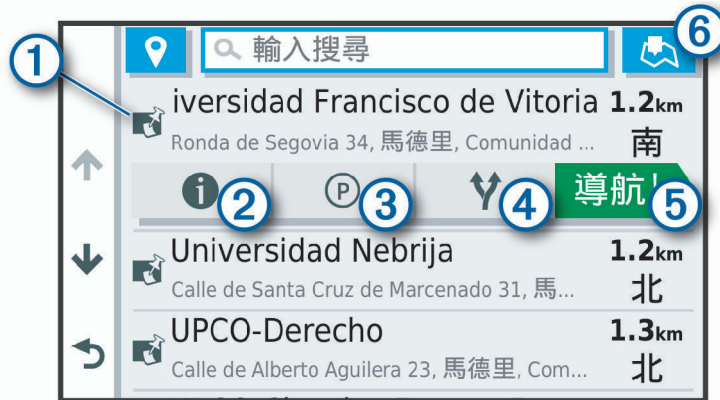 6
輸入搜尋
1
iversidad Francisco de Vitoria 1.2km
Ronda de Segovia 34, 馬德里, Comunidad ... 南
2 P 3 4 導航! 5
Universidad Nebrija 1.2km
Calle de Santa Cruz de Marcenado 31, 馬... 北
UPCO-Derecho 1.3km
Calle de Alberto Aguilera 23, 馬德里, Com... 北